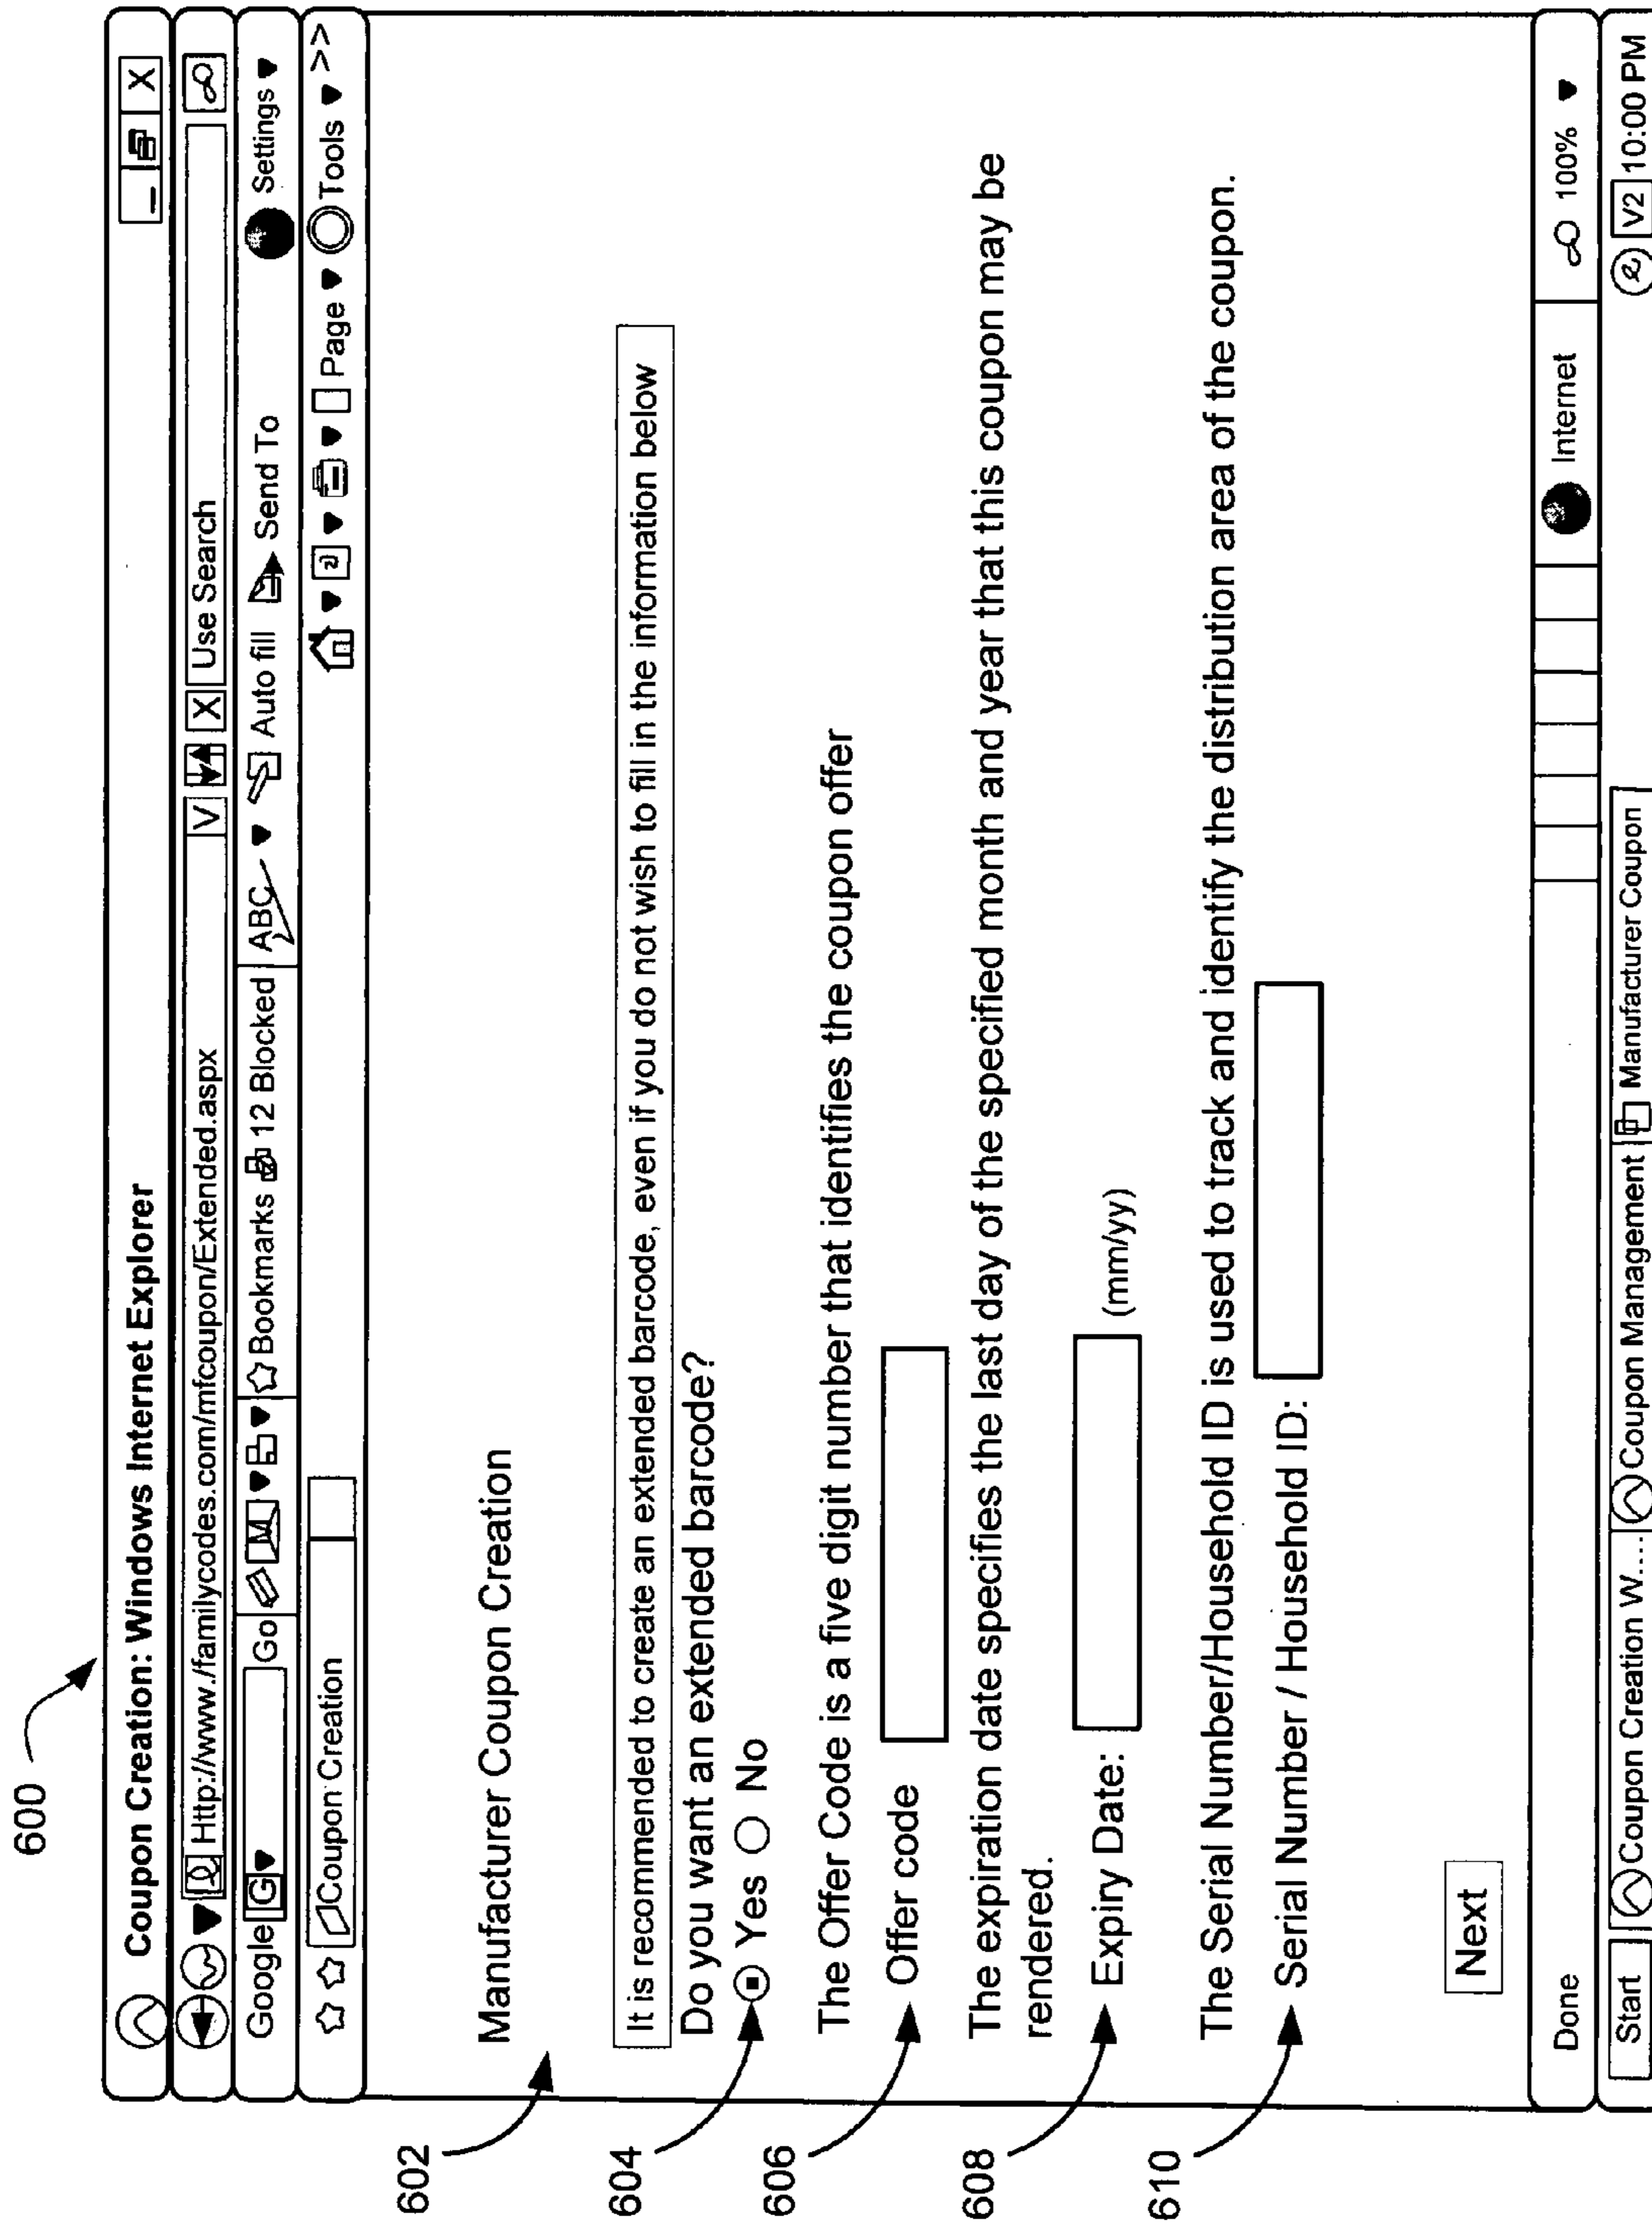 600
Coupon Creation: Windows Internet Explorer _ X
Http://www./familycodes.com/mfcoupon/Extended.aspx V X Use Search
Google G Go M Bookmarks 12 Blocked ABC Auto fill Send To Settings
Coupon Creation Page Tools >>
602
Manufacturer Coupon Creation
It is recommended to create an extended barcode, even if you do not wish to fill in the information below
Do you want an extended barcode?
604
Yes No
The Offer Code is a five digit number that identifies the coupon offer
606
Offer code
The expiration date specifies the last day of the specified month and year that this coupon may be
rendered.
608
Expiry Date: (mm/yy)
The Serial Number/Household ID is used to track and identify the distribution area of the coupon.
610
Serial Number / Household ID:
Next
Done Internet 100%
Start Coupon Creation W.... Coupon Management Manufacturer Coupon V2 10:00 PM